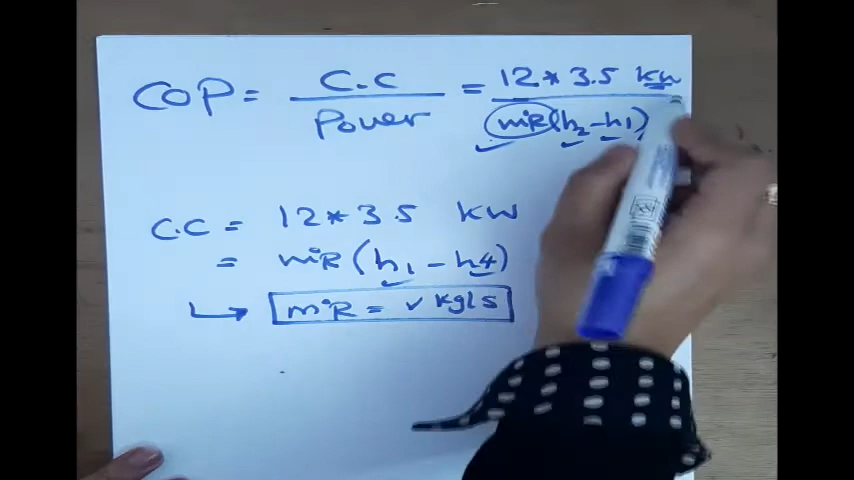 COP = C.C / Power = 12 * 3.5 kW / ṁR (h2 - h1)
C.C = 12 * 3.5 kW
= ṁR (h1 - h4)
↳ ṁR = ✓ kg/s